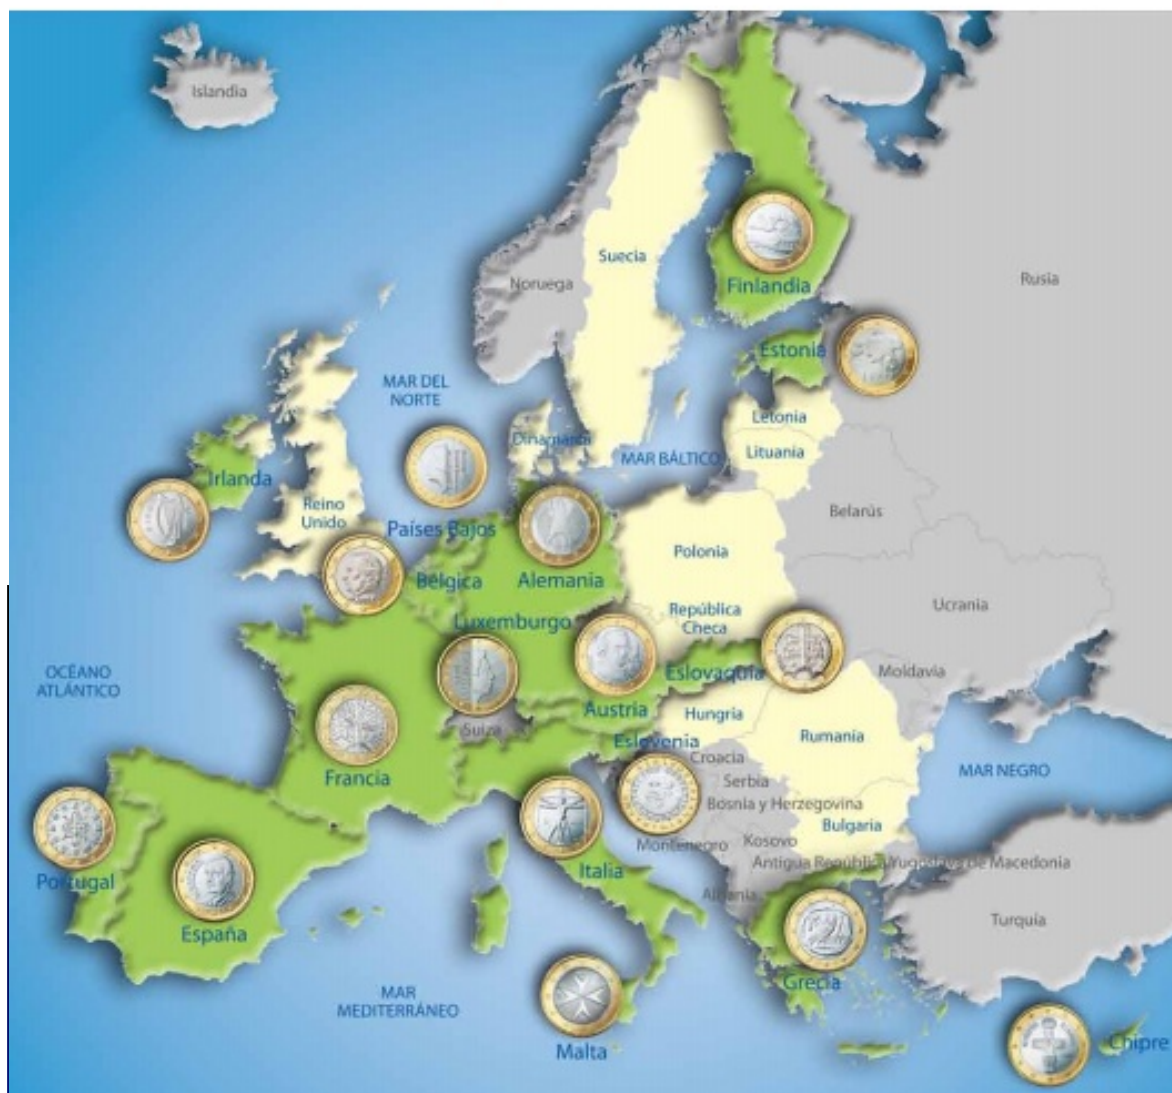 Islandia
Suecia
Noruega
Finlandia
Rusia
Estonia
MAR DEL
NORTE
Letonia
Dinamarca
MAR BÁLTICO
Lituania
Irlanda
Reino
Unido
Países Bajos
Belarús
Polonia
Bélgica
Alemania
República
Checa
Ucrania
Luxemburgo
OCÉANO
ATLÁNTICO
Eslovaquia
Moldavia
Austria
Hungría
Suiza
Eslovenia
Rumanía
Croacia
Francia
Serbia
MAR NEGRO
Bosnia y Herzegovina
Bulgaria
Montenegro
Kosovo
Antigua República Yugoslava de Macedonia
Portugal
Italia
Albania
España
Turquía
Grecia
MAR
MEDITERRÁNEO
Malta
Chipre